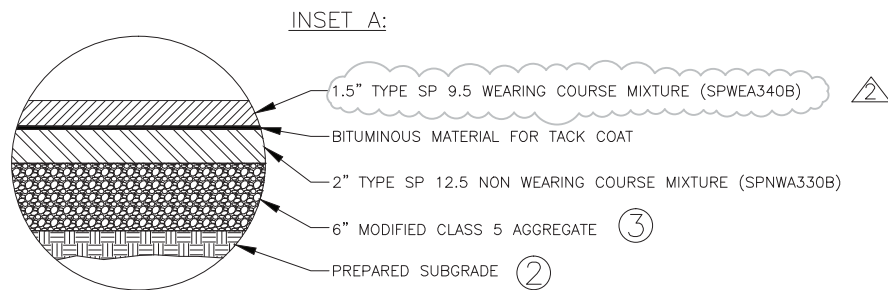 INSET A:
1.5” TYPE SP 9.5 WEARING COURSE MIXTURE (SPWEA340B) 2
BITUMINOUS MATERIAL FOR TACK COAT
2” TYPE SP 12.5 NON WEARING COURSE MIXTURE (SPNWA330B)
6” MODIFIED CLASS 5 AGGREGATE 3
PREPARED SUBGRADE 2